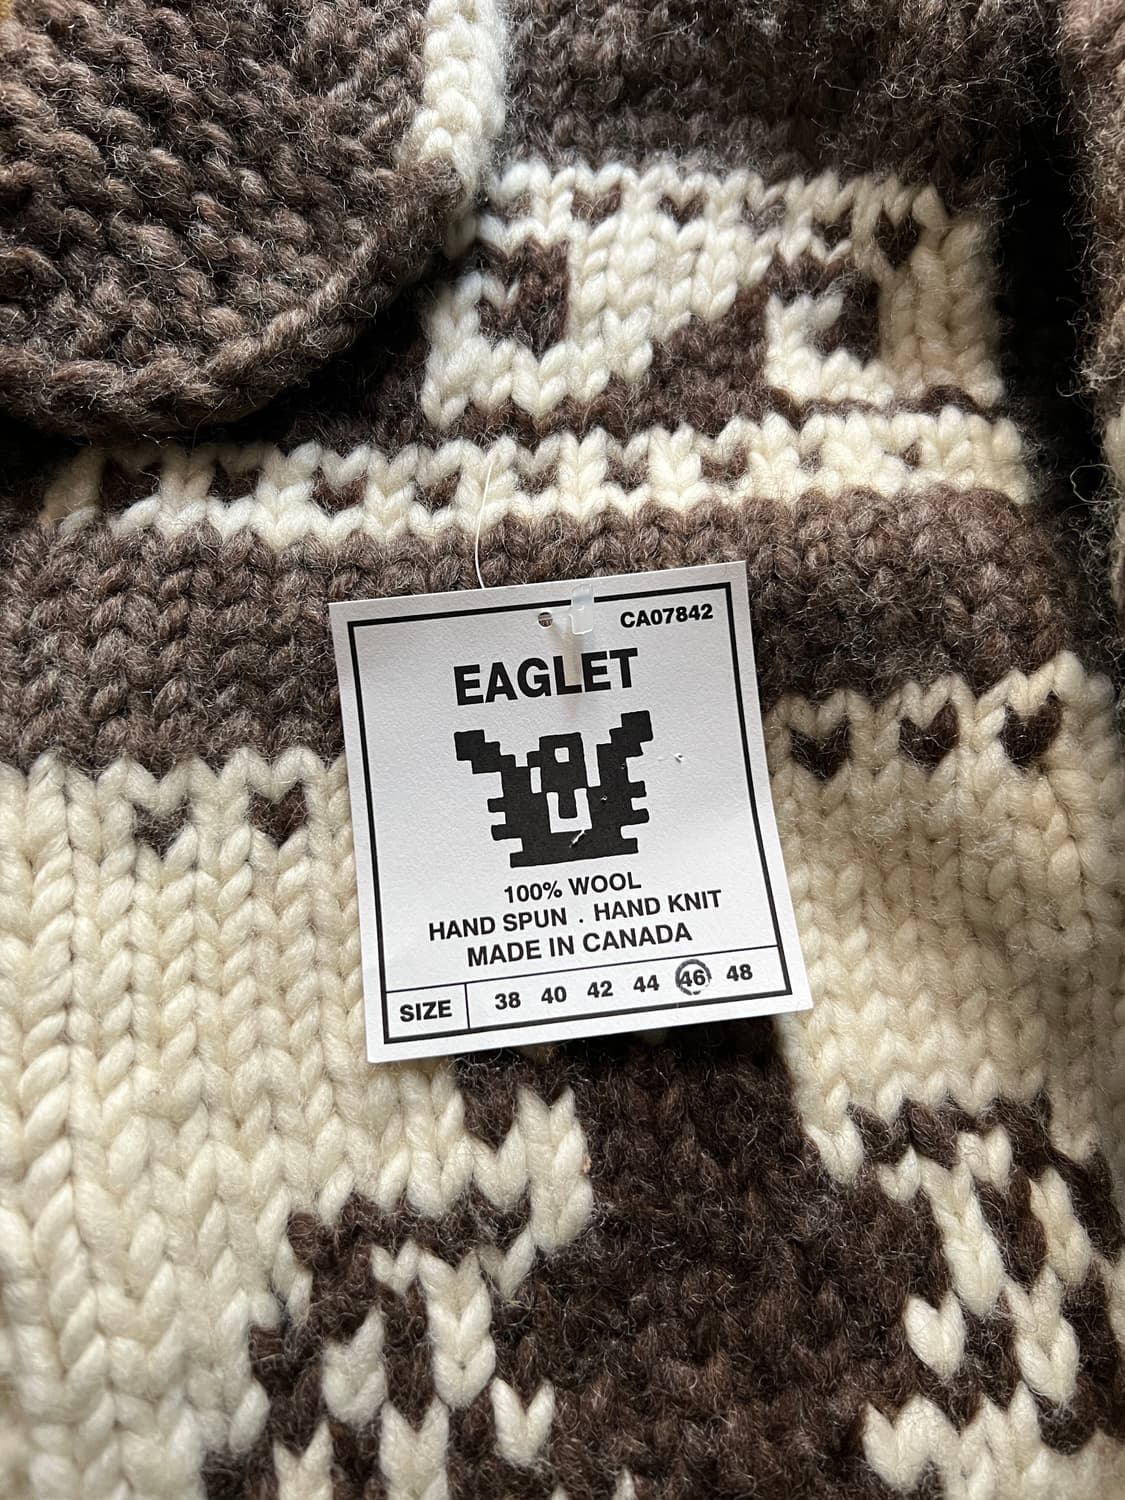 CA07842
EAGLET
100% WOOL
HAND SPUN . HAND KNIT
MADE IN CANADA
SIZE 38 40 42 44 46 48